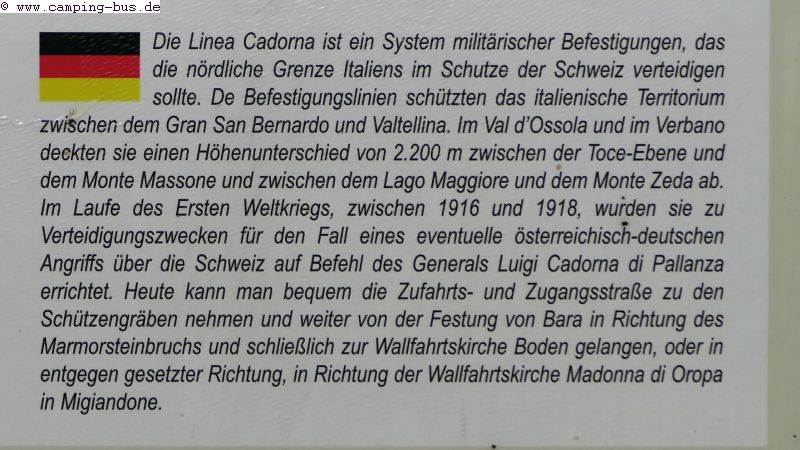 © www.camping-bus.de
Die Linea Cadorna ist ein System militärischer Befestigungen, das
die nördliche Grenze Italiens im Schutze der Schweiz verteidigen
sollte. De Befestigungslinien schützten das italienische Territorium
zwischen dem Gran San Bernardo und Valtellina. Im Val d'Ossola und im Verbano
deckten sie einen Höhenunterschied von 2.200 m zwischen der Toce-Ebene und
dem Monte Massone und zwischen dem Lago Maggiore und dem Monte Zeda ab.
Im Laufe des Ersten Weltkriegs, zwischen 1916 und 1918, wurden sie zu
Verteidigungszwecken für den Fall eines eventuelle österreichisch-deutschen
Angriffs über die Schweiz auf Befehl des Generals Luigi Cadorna di Pallanza
errichtet. Heute kann man bequem die Zufahrts- und Zugangsstraße zu den
Schützengräben nehmen und weiter von der Festung von Bara in Richtung des
Marmorsteinbruchs und schließlich zur Wallfahrtskirche Boden gelangen, oder in
entgegen gesetzter Richtung, in Richtung der Wallfahrtskirche Madonna di Oropa
in Migiandone.